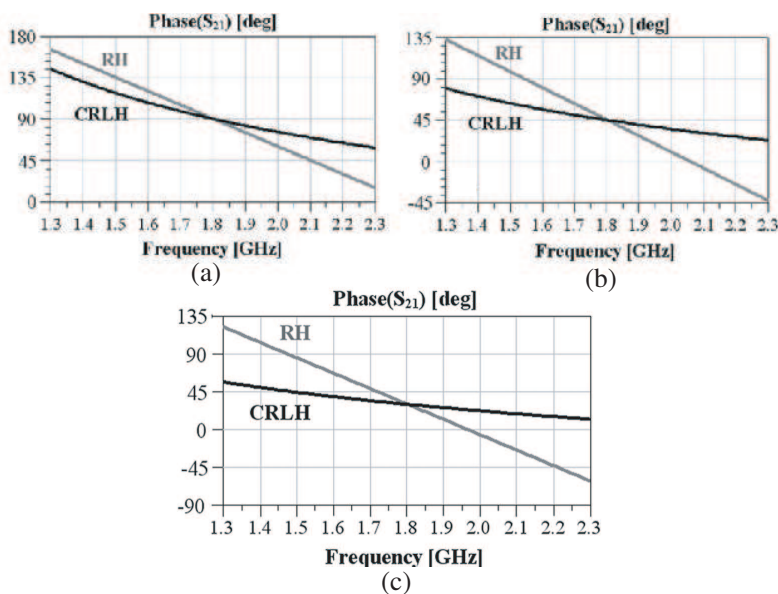 Phase(S21) [deg]
180
135
90
45
0
RH
CRLH
1.3 1.4 1.5 1.6 1.7 1.8 1.9 2.0 2.1 2.2 2.3
Frequency [GHz]
(a)
Phase(S21) [deg]
135
90
45
0
-45
RH
CRLH
1.3 1.4 1.5 1.6 1.7 1.8 1.9 2.0 2.1 2.2 2.3
Frequency [GHz]
(b)
Phase(S21) [deg]
135
90
45
0
-45
-90
RH
CRLH
1.3 1.4 1.5 1.6 1.7 1.8 1.9 2.0 2.1 2.2 2.3
Frequency [GHz]
(c)